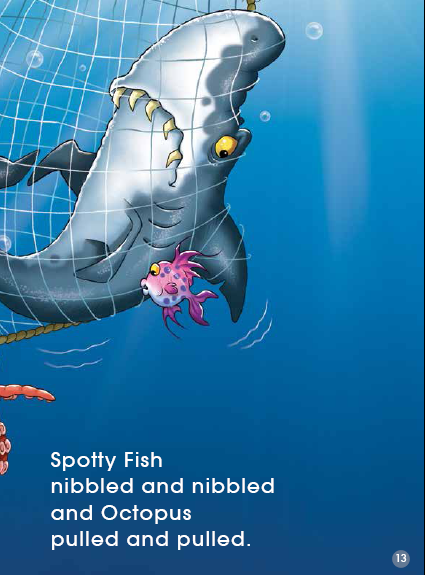 Spotty Fish
nibbled and nibbled
and Octopus
pulled and pulled.
13